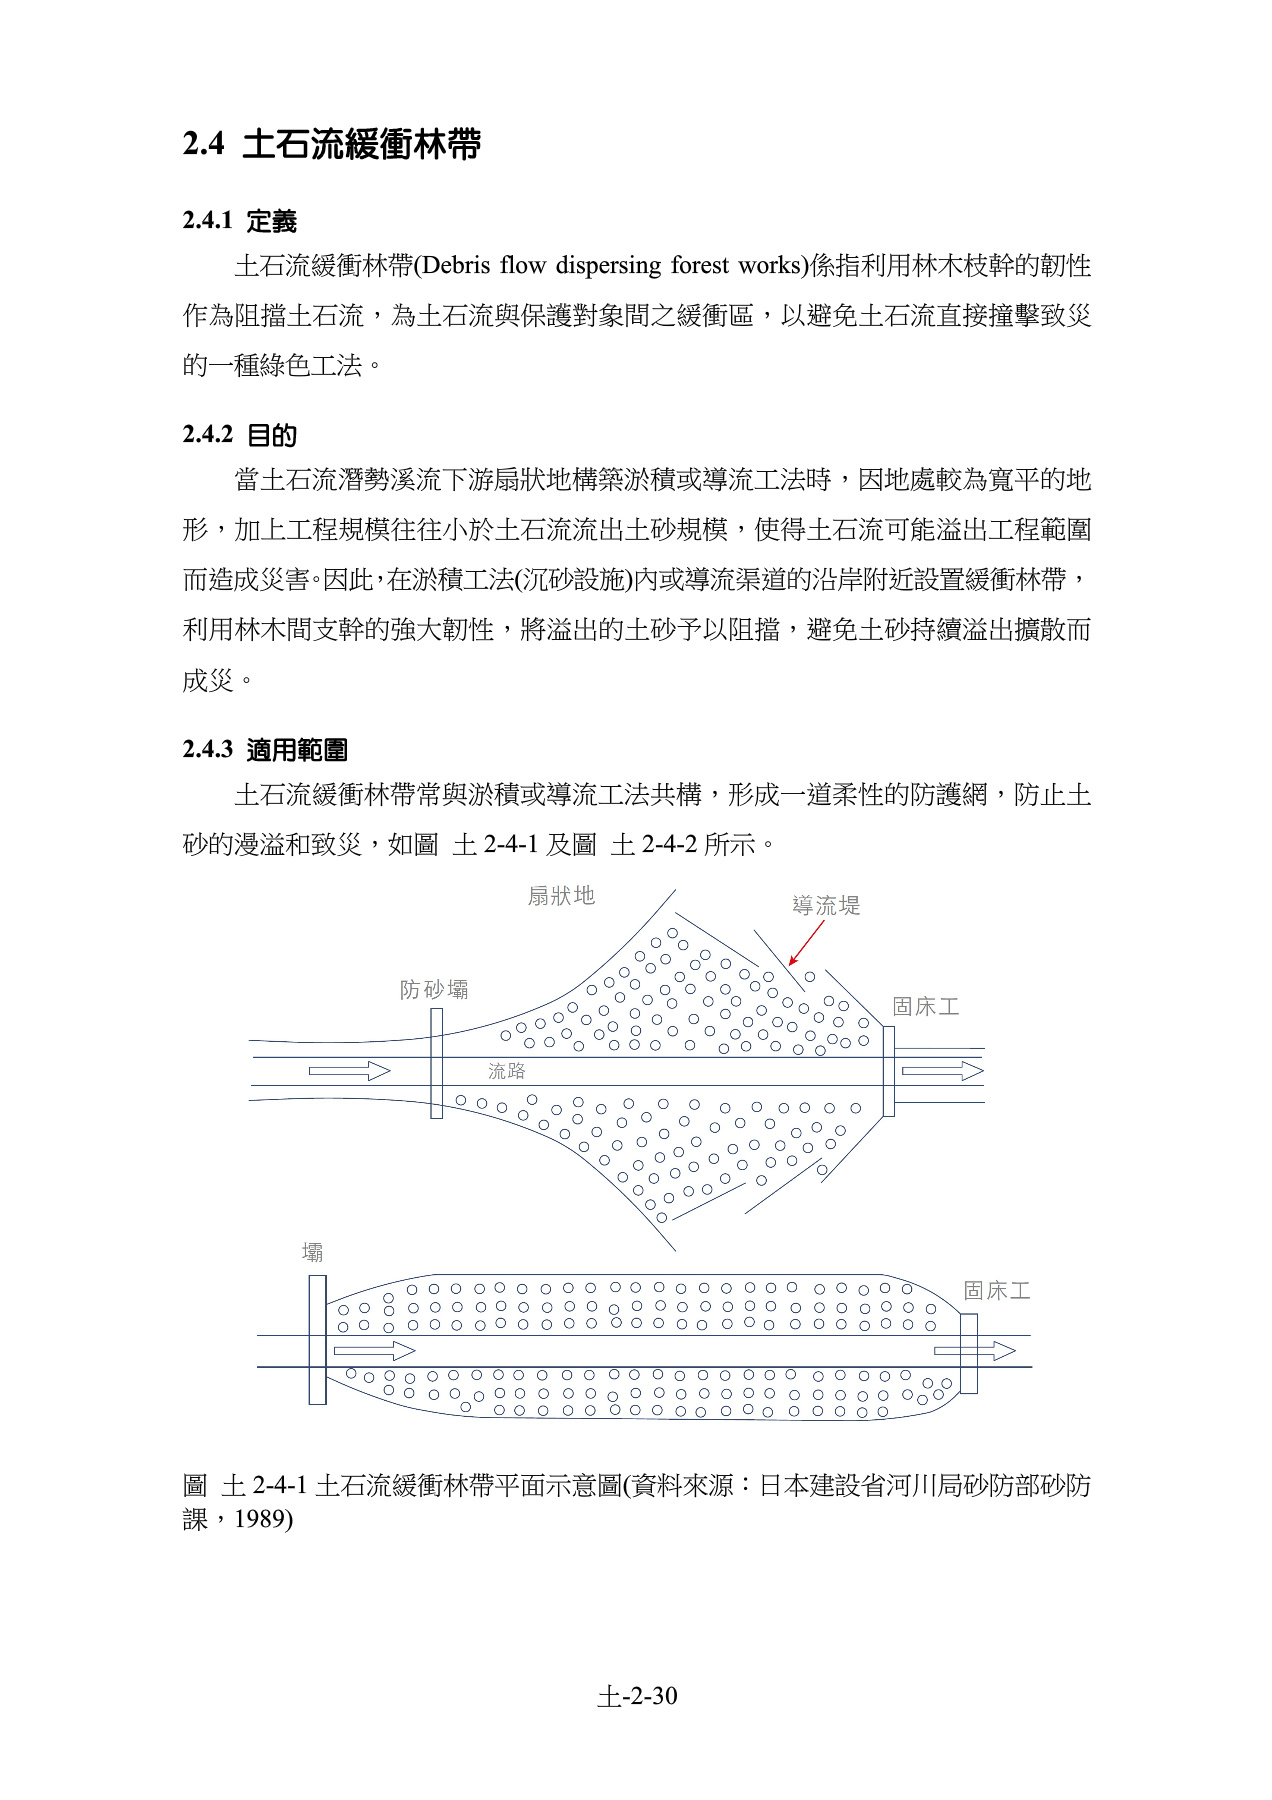 2.4 土石流緩衝林帶
2.4.1 定義
土石流緩衝林帶(Debris flow dispersing forest works)係指利用林木枝幹的韌性
作為阻擋土石流，為土石流與保護對象間之緩衝區，以避免土石流直接撞擊致災
的一種綠色工法。
2.4.2 目的
當土石流潛勢溪流下游扇狀地構築淤積或導流工法時，因地處較為寬平的地
形，加上工程規模往往小於土石流流出土砂規模，使得土石流可能溢出工程範圍
而造成災害。因此，在淤積工法(沉砂設施)內或導流渠道的沿岸附近設置緩衝林帶，
利用林木間支幹的強大韌性，將溢出的土砂予以阻擋，避免土砂持續溢出擴散而
成災。
2.4.3 適用範圍
土石流緩衝林帶常與淤積或導流工法共構，形成一道柔性的防護網，防止土
砂的漫溢和致災，如圖 土 2-4-1 及圖 土 2-4-2 所示。
扇狀地
導流堤
防砂壩
固床工
流路
壩
固床工
圖 土 2-4-1 土石流緩衝林帶平面示意圖(資料來源：日本建設省河川局砂防部砂防
課，1989)
土-2-30